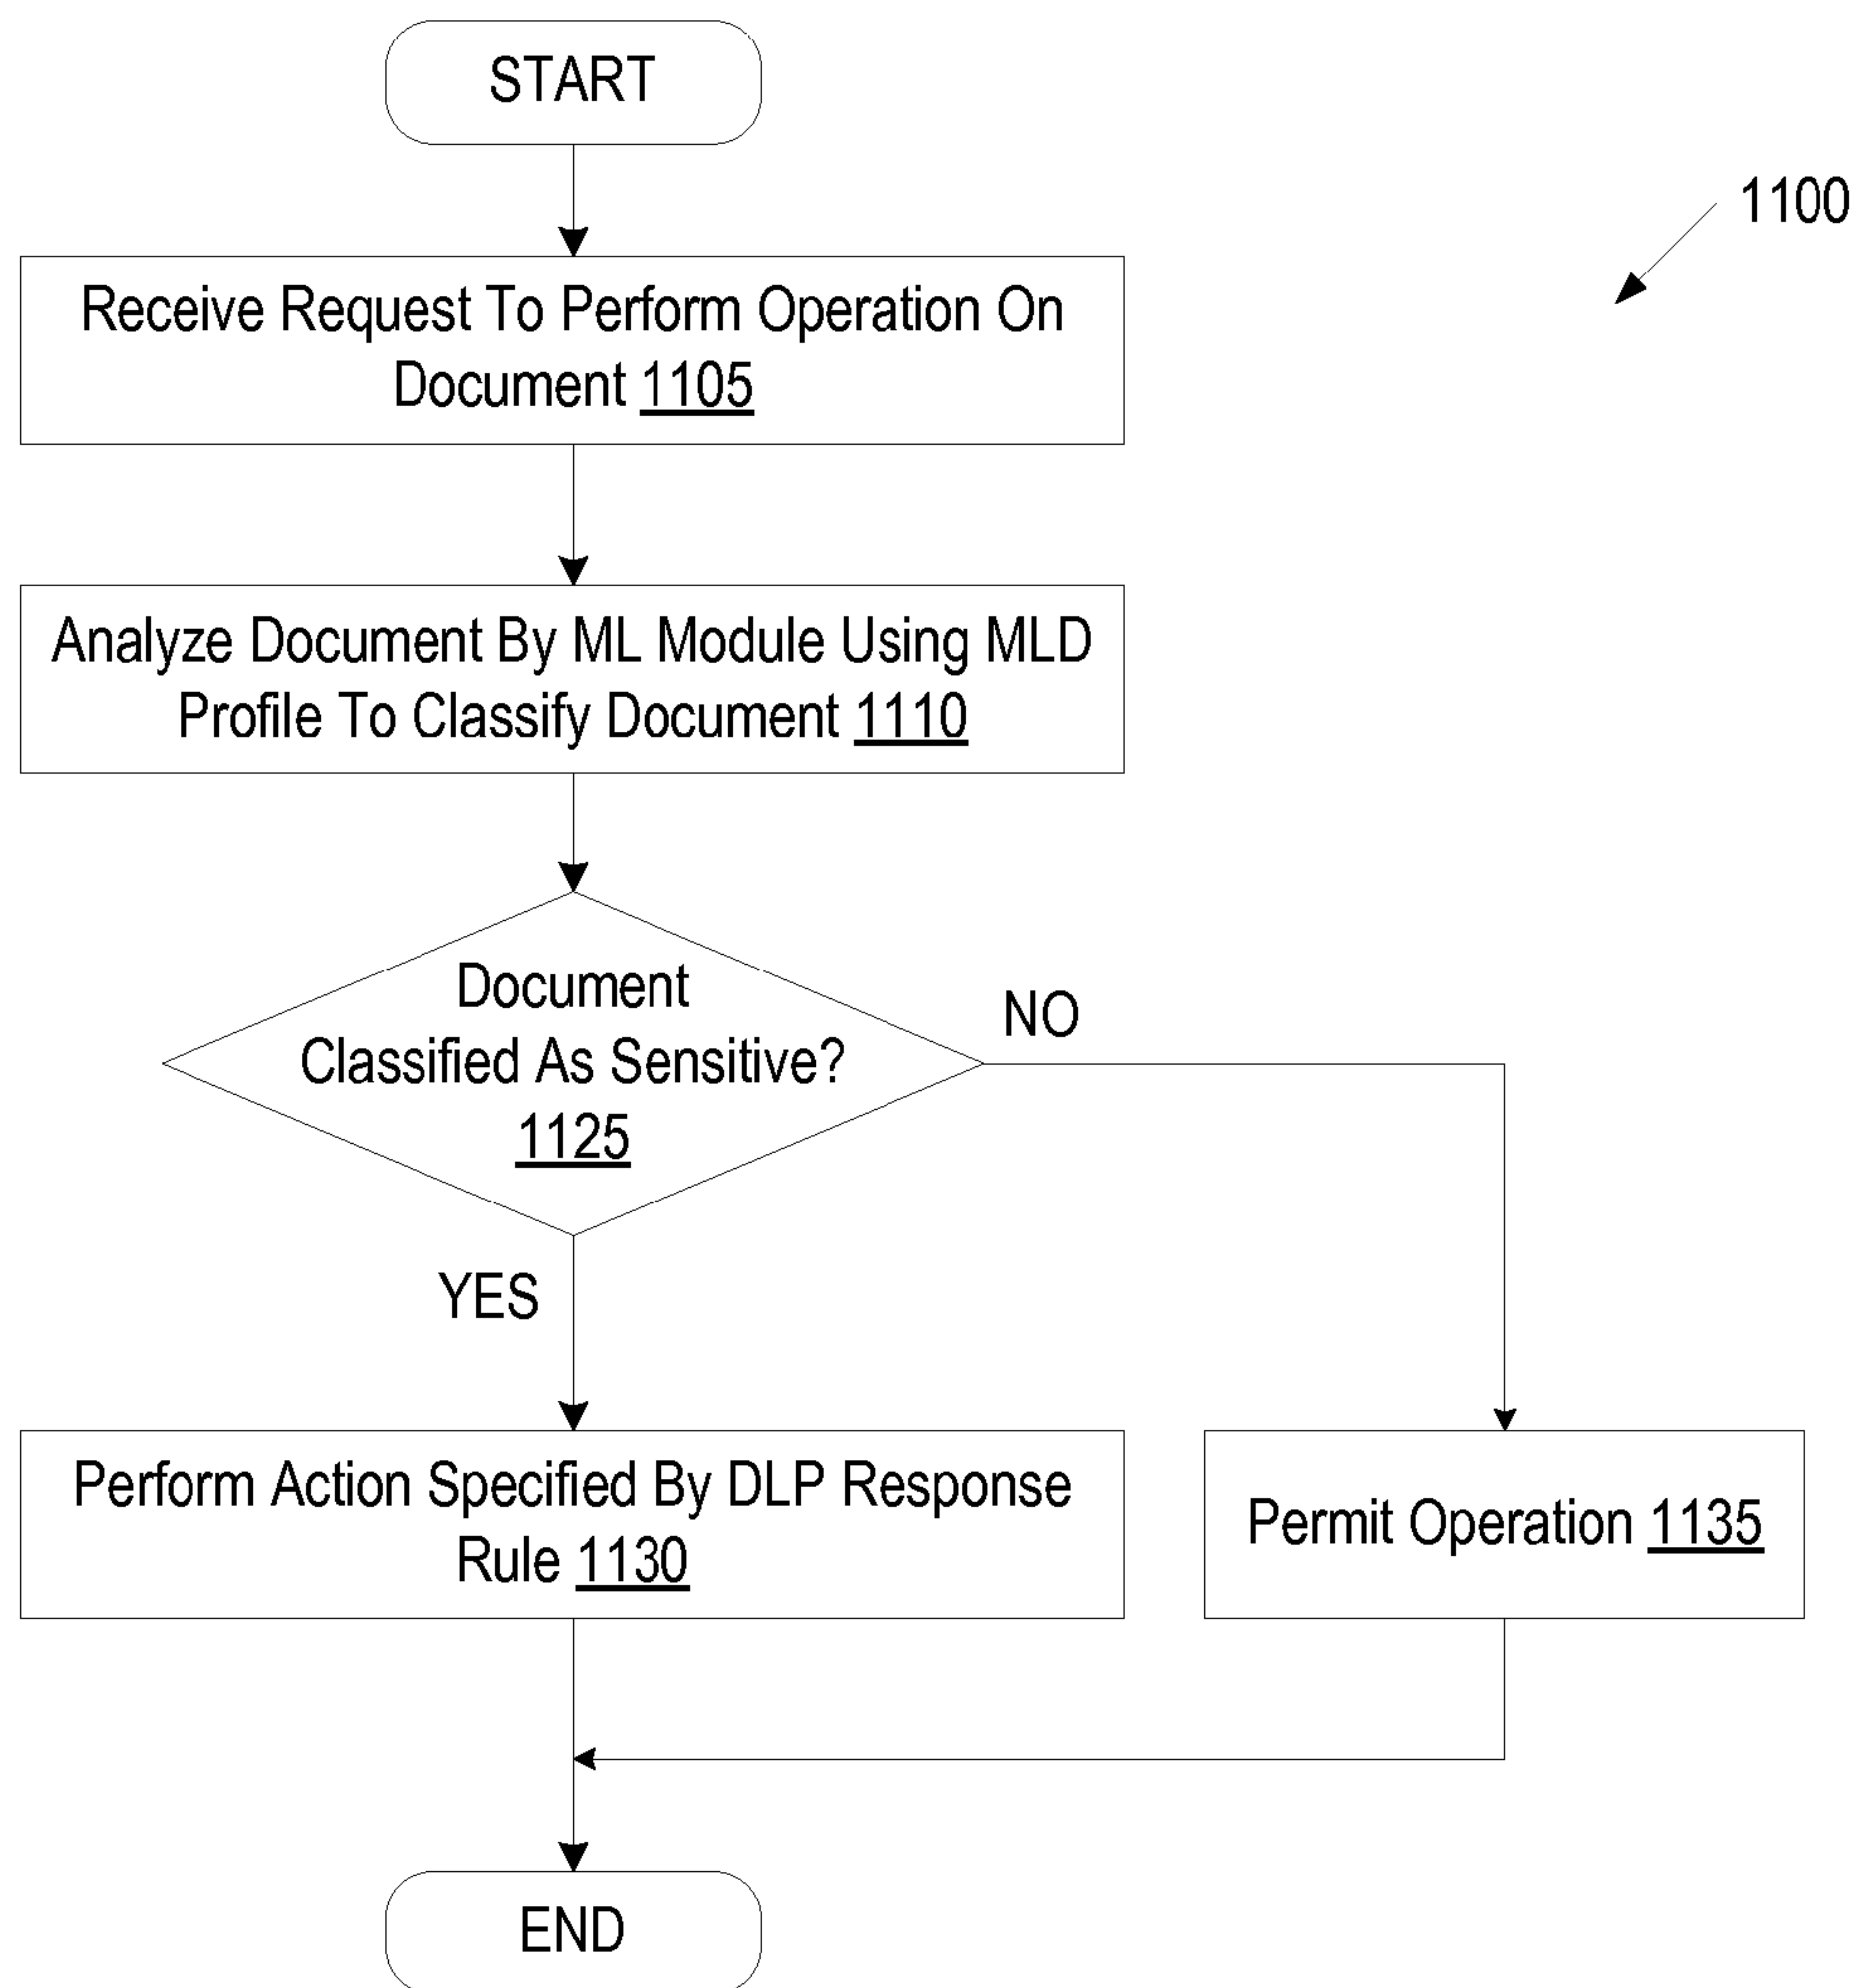 START
1100
Receive Request To Perform Operation On
Document 1105
Analyze Document By ML Module Using MLD
Profile To Classify Document 1110
Document
Classified As Sensitive?
1125
NO
YES
Perform Action Specified By DLP Response
Rule 1130
Permit Operation 1135
END